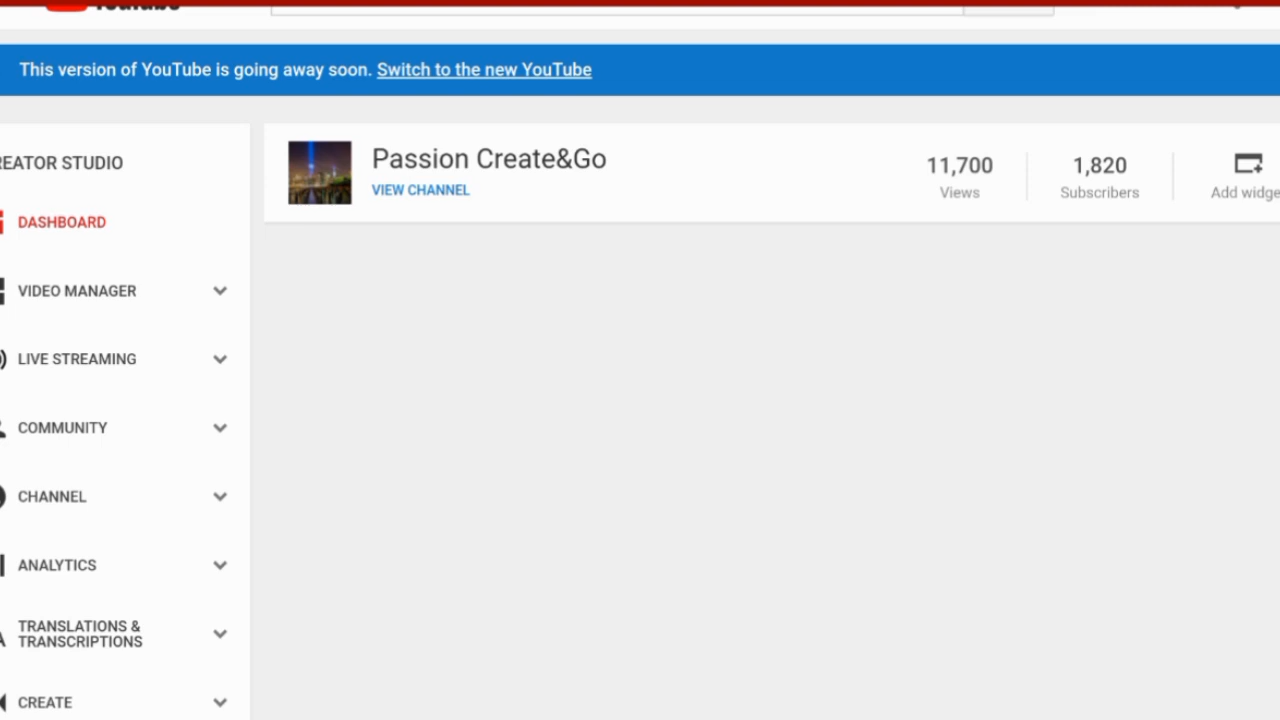 YouTube
This version of YouTube is going away soon. Switch to the new YouTube
REATOR STUDIO
DASHBOARD
VIDEO MANAGER
LIVE STREAMING
COMMUNITY
CHANNEL
ANALYTICS
TRANSLATIONS &
TRANSCRIPTIONS
CREATE
Passion Create&Go
VIEW CHANNEL
11,700
Views
1,820
Subscribers
Add widge